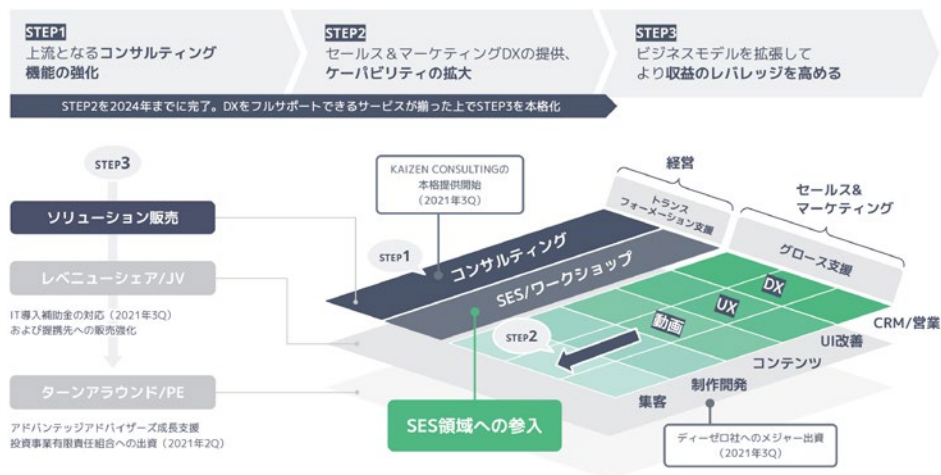 STEP1
上流となるコンサルティング
機能の強化
STEP2
セールス＆マーケティングDXの提供、
ケーパビリティの拡大
STEP3
ビジネスモデルを拡張して
より収益のレバレッジを高める
STEP2を2024年までに完了。DXをフルサポートできるサービスが揃った上でSTEP3を本格化
STEP3
ソリューション販売
レベニューシェア/JV
IT導入補助金の対応（2021年3Q）
および提携先への販売強化
ターンアラウンド/PE
アドバンテッジアドバイザーズ成長支援
投資事業有限責任組合への出資（2021年2Q）
KAIZEN CONSULTINGの
本格提供開始
（2021年3Q）
経営
トランス
フォーメーション支援
セールス&
マーケティング
グロース支援
STEP1
コンサルティング
SES/ワークショップ
STEP2
動画
UX
DX
CRM/営業
UI改善
コンテンツ
制作開発
集客
SES領域への参入
ディーゼロ社へのメジャー出資
（2021年3Q）